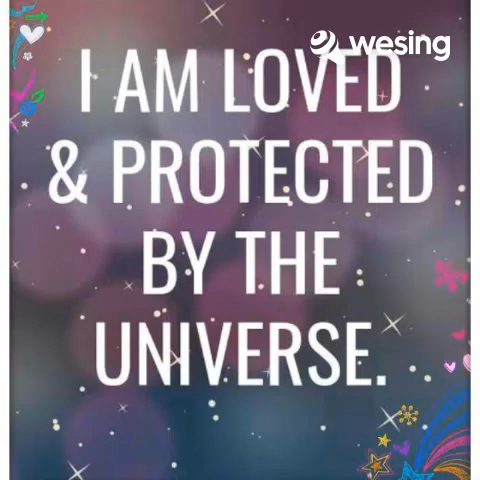 wesing
I AM LOVED
& PROTECTED
BY THE
UNIVERSE.